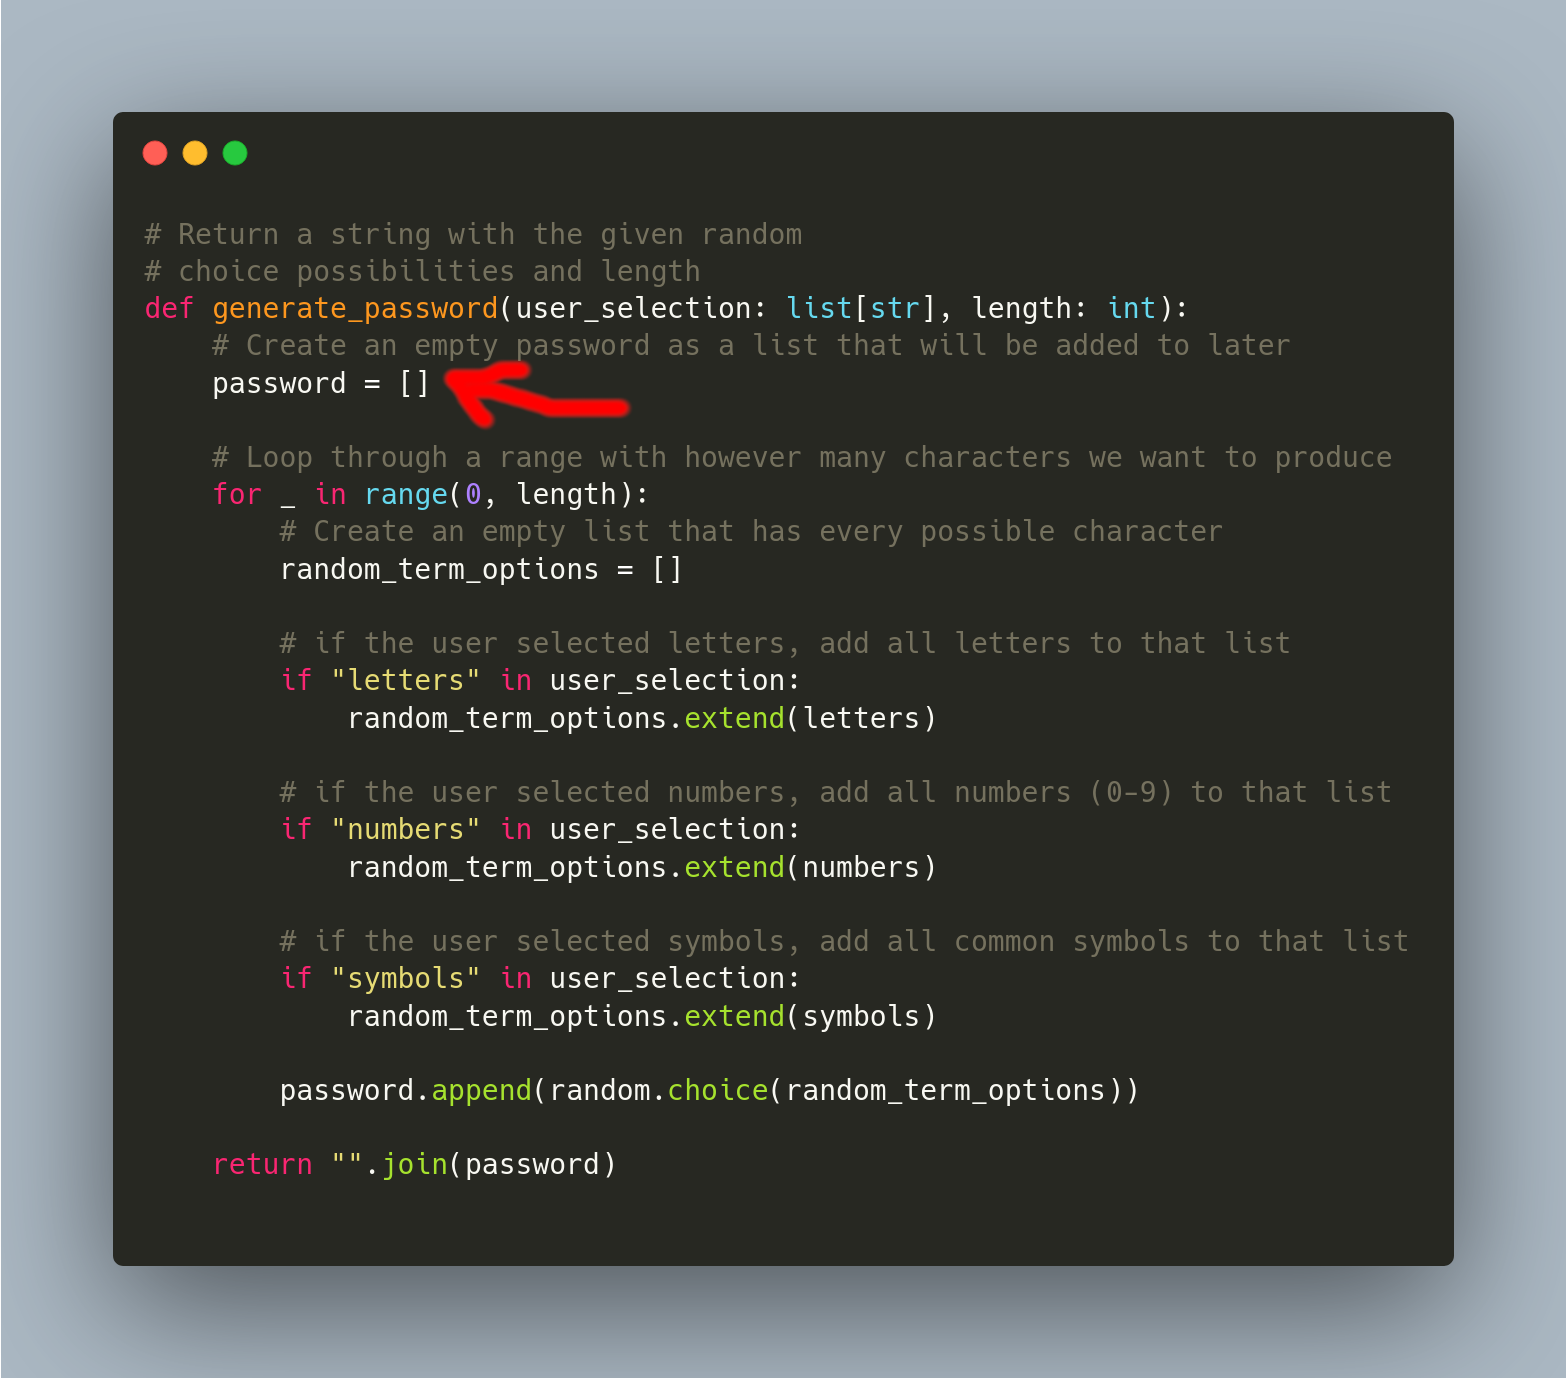 # Return a string with the given random
# choice possibilities and length
def generate_password(user_selection: list[str], length: int):
    # Create an empty password as a list that will be added to later
    password = []

    # Loop through a range with however many characters we want to produce
    for _ in range(0, length):
        # Create an empty list that has every possible character
        random_term_options = []

        # if the user selected letters, add all letters to that list
        if "letters" in user_selection:
            random_term_options.extend(letters)

        # if the user selected numbers, add all numbers (0-9) to that list
        if "numbers" in user_selection:
            random_term_options.extend(numbers)

        # if the user selected symbols, add all common symbols to that list
        if "symbols" in user_selection:
            random_term_options.extend(symbols)

        password.append(random.choice(random_term_options))

    return "".join(password)